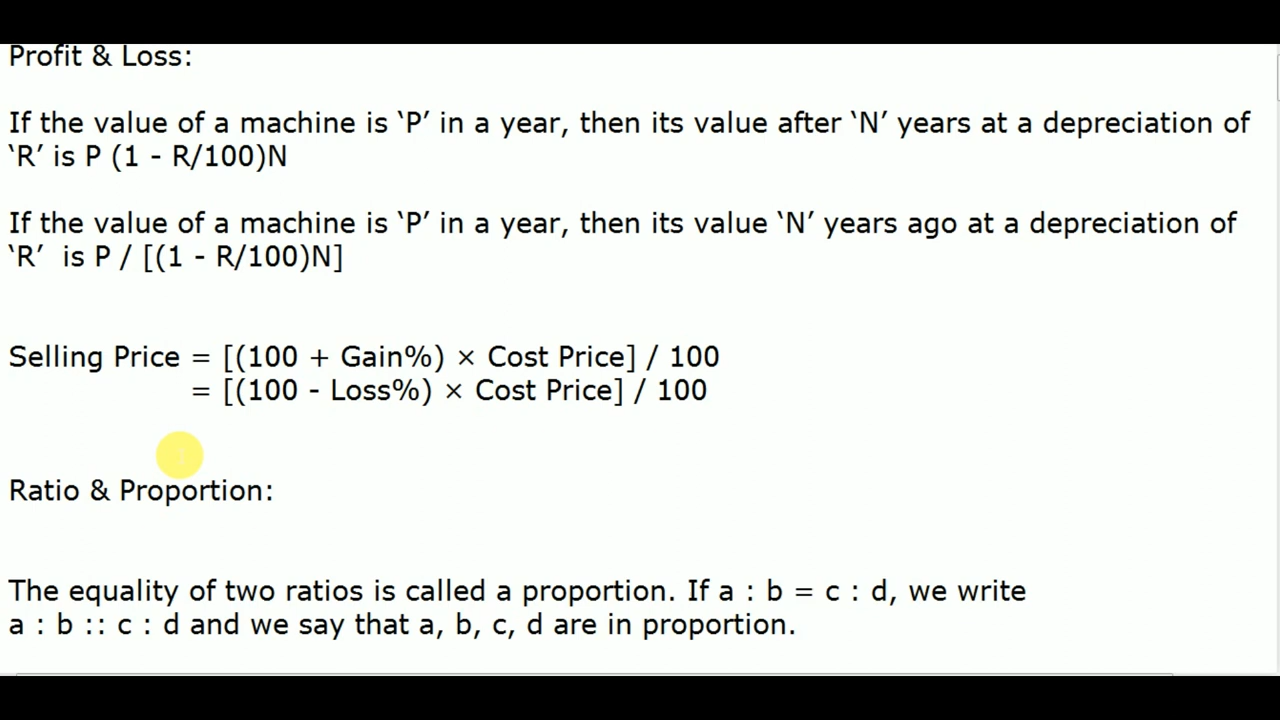 Profit & Loss:
If the value of a machine is ‘P’ in a year, then its value after ‘N’ years at a depreciation of
‘R’ is P (1 - R/100)N
If the value of a machine is ‘P’ in a year, then its value ‘N’ years ago at a depreciation of
‘R’  is P / [(1 - R/100)N]
Selling Price = [(100 + Gain%) × Cost Price] / 100
= [(100 - Loss%) × Cost Price] / 100
Ratio & Proportion:
The equality of two ratios is called a proportion. If a : b = c : d, we write
a : b :: c : d and we say that a, b, c, d are in proportion.